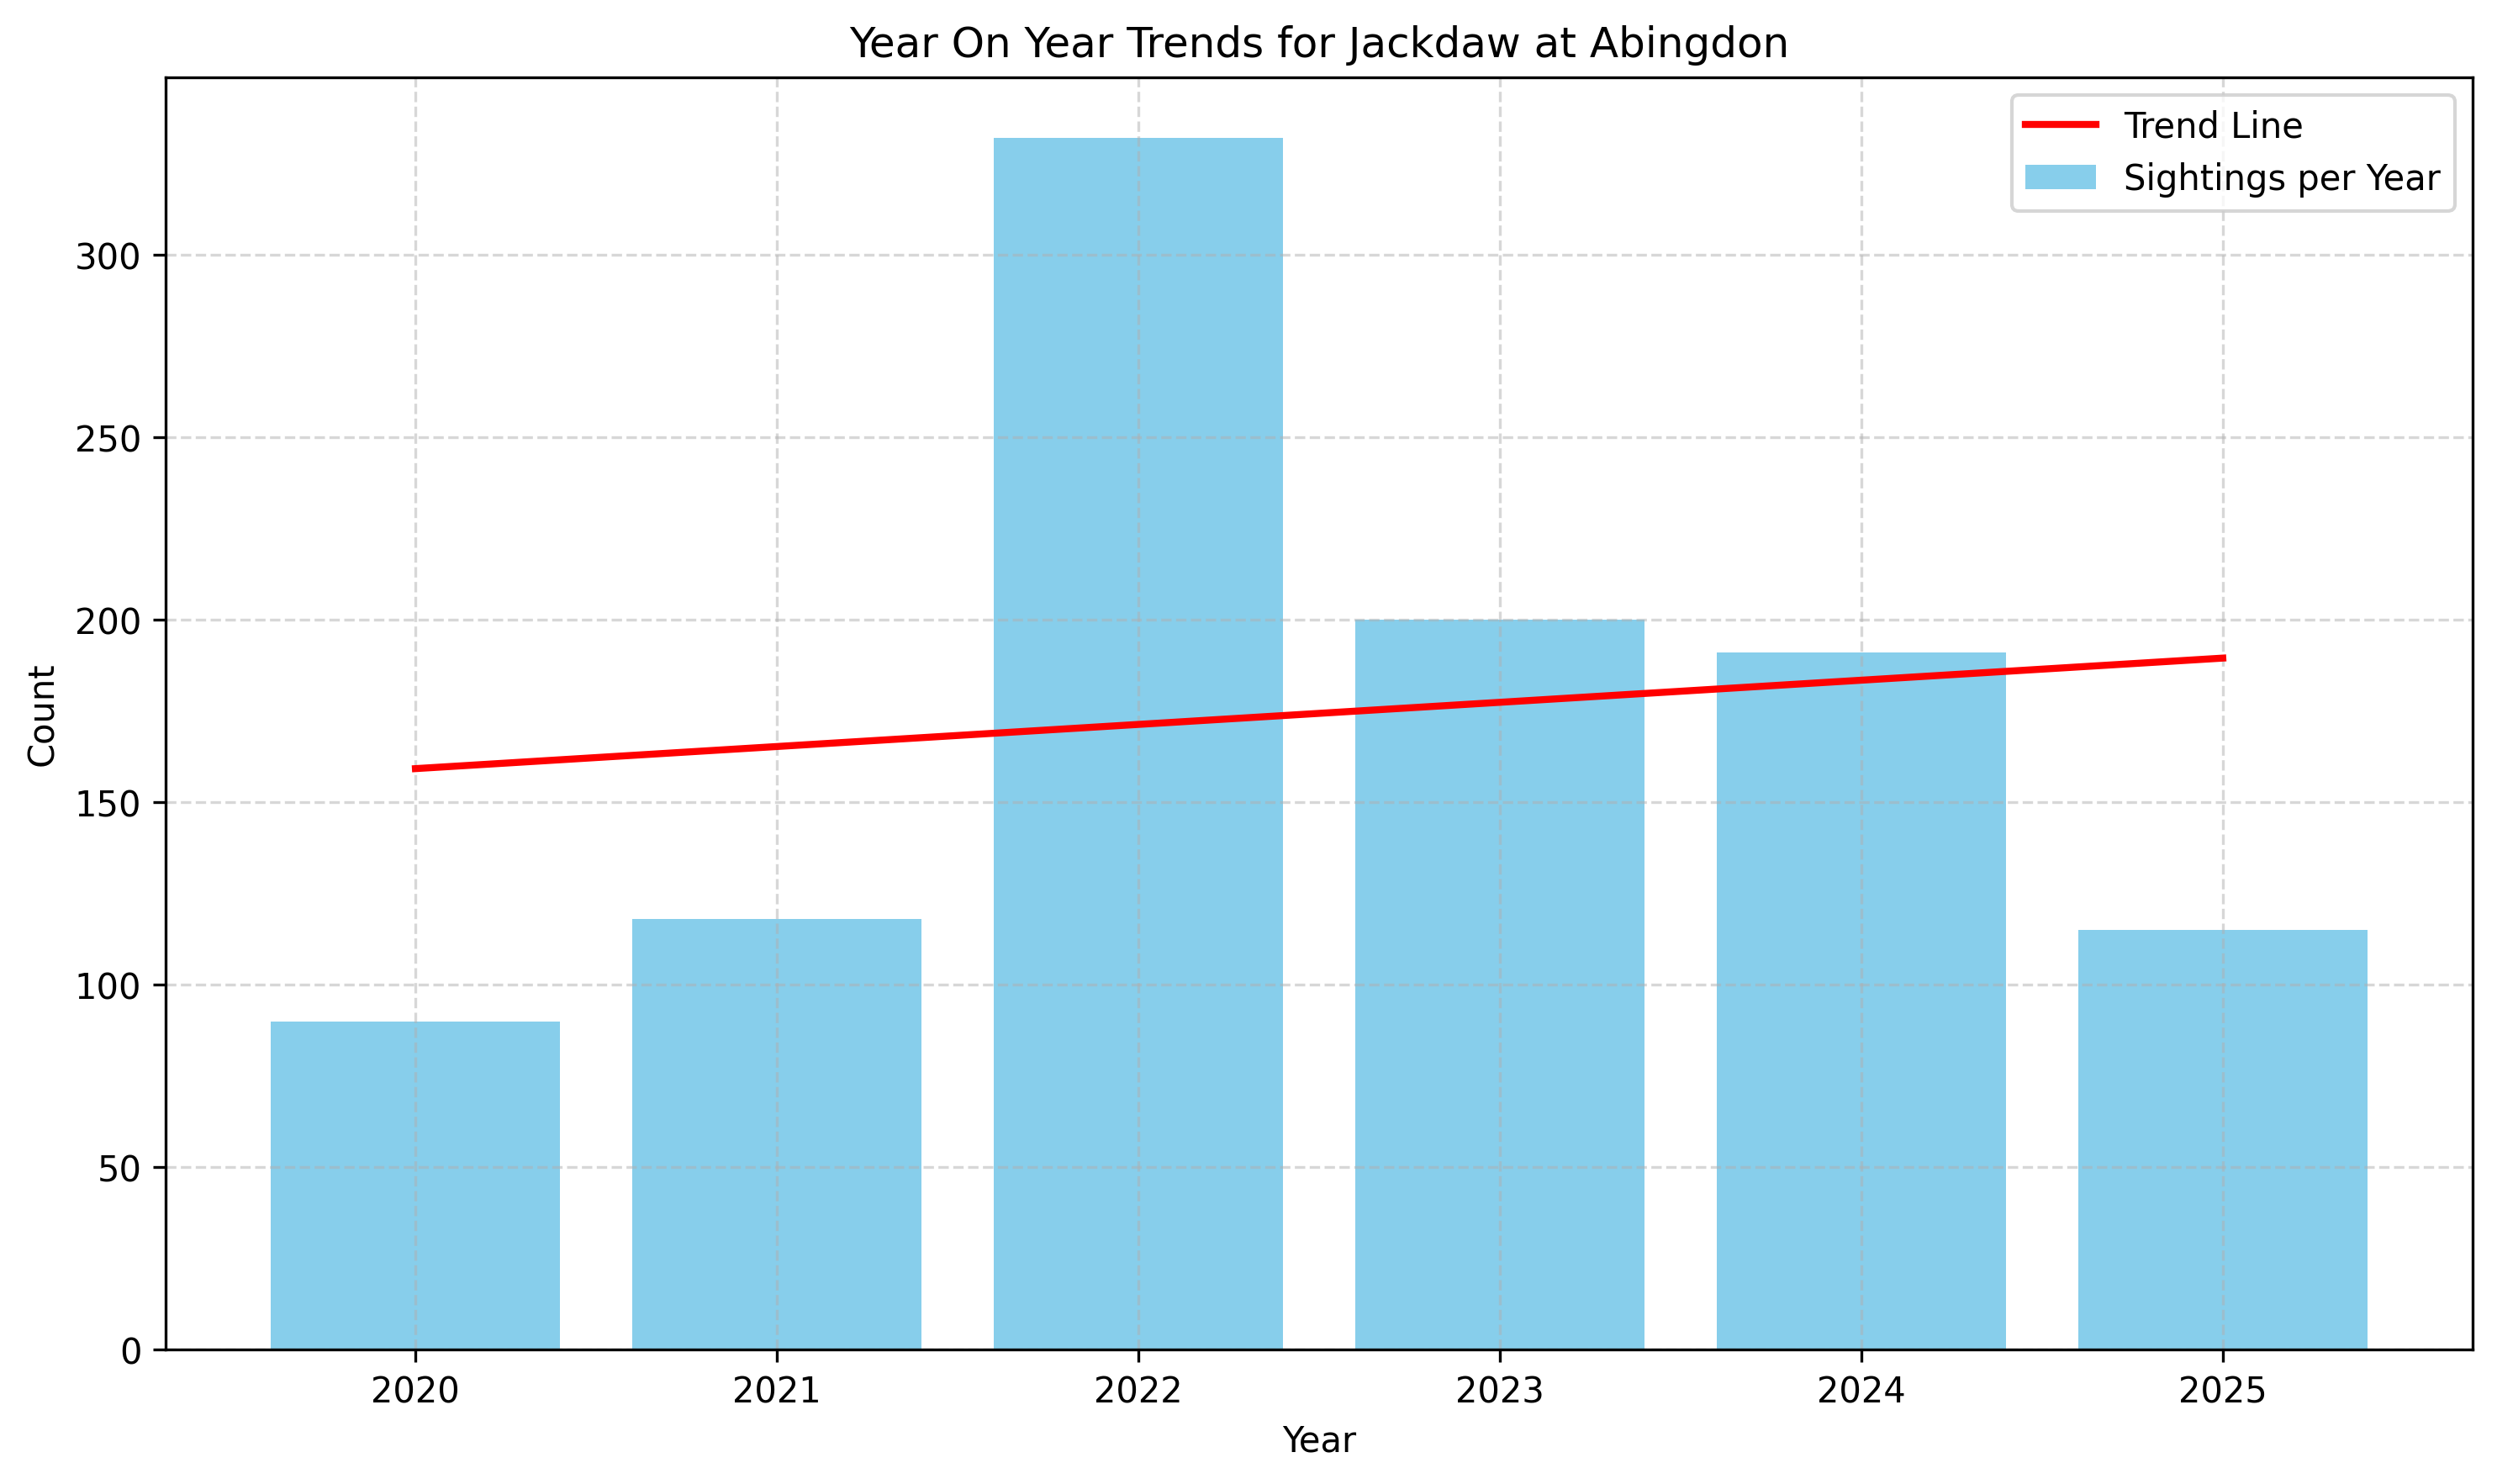 Year On Year Trends for Jackdaw at Abingdon
Trend Line
Sightings per Year
300
250
200
150
100
50
0
Count
2020 2021 2022 2023 2024 2025
Year